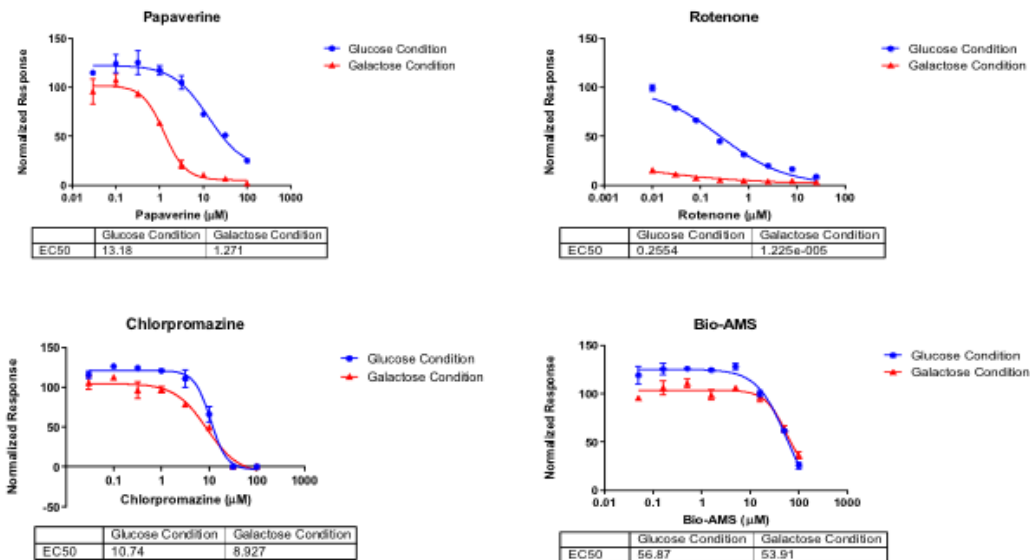 Papaverine
Normalized Response
150
100
50
0
0.01 0.1 1 10 100 1000
Papaverine (µM)
Glucose Condition
Galactose Condition
Glucose Condition Galactose Condition
EC50 13.18 1.271
Rotenone
Normalized Response
150
100
50
0
0.001 0.01 0.1 1 10 100
Rotenone (µM)
Glucose Condition
Galactose Condition
Glucose Condition Galactose Condition
EC50 0.2554 1.225e-005
Chlorpromazine
Normalized Response
150
100
50
0
-50
0.1 1 10 100 1000
Chlorpromazine (µM)
Glucose Condition
Galactose Condition
Glucose Condition Galactose Condition
EC50 10.74 8.927
Bio-AMS
Normalized Response
150
100
50
0
0.01 0.1 1 10 100 1000
Bio-AMS (µM)
Glucose Condition
Galactose Condition
Glucose Condition Galactose Condition
EC50 56.87 53.91